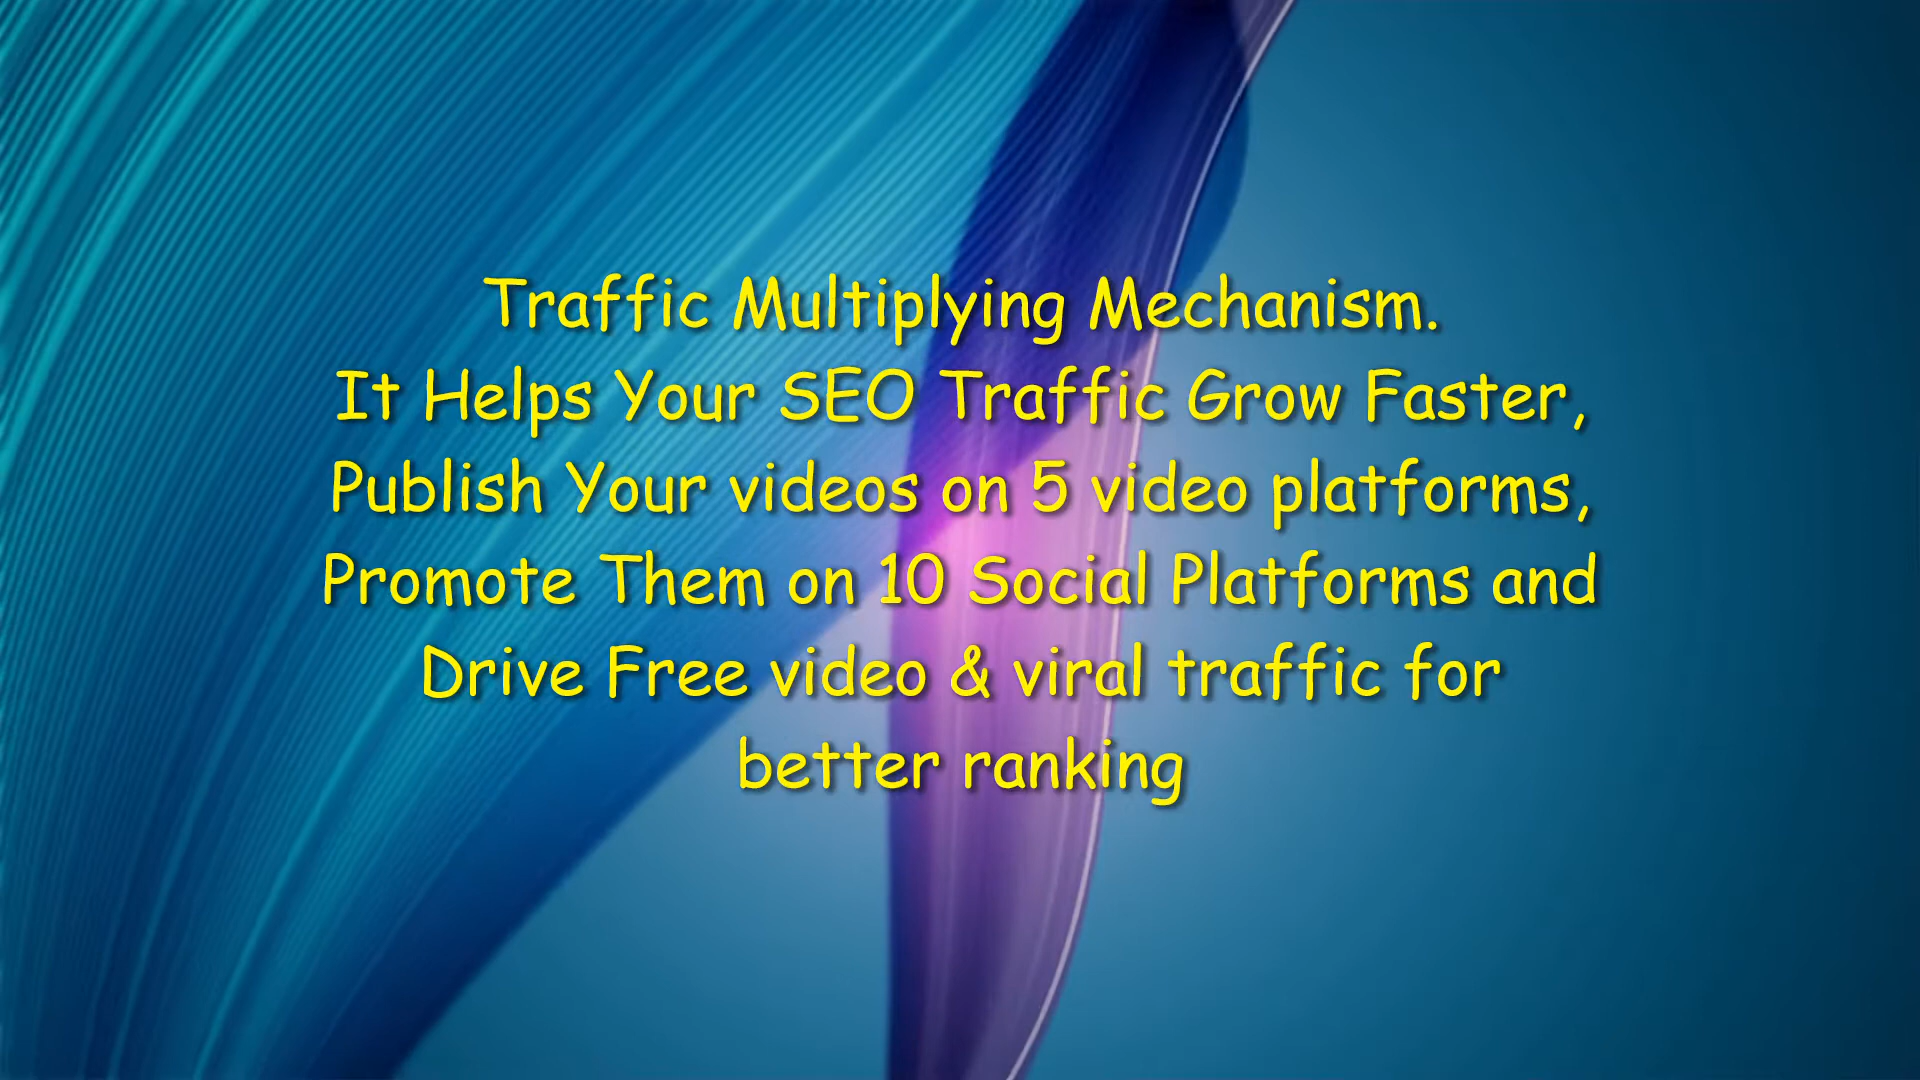 Traffic Multiplying Mechanism.
It Helps Your SEO Traffic Grow Faster,
Publish Your videos on 5 video platforms,
Promote Them on 10 Social Platforms and
Drive Free video & viral traffic for
better ranking